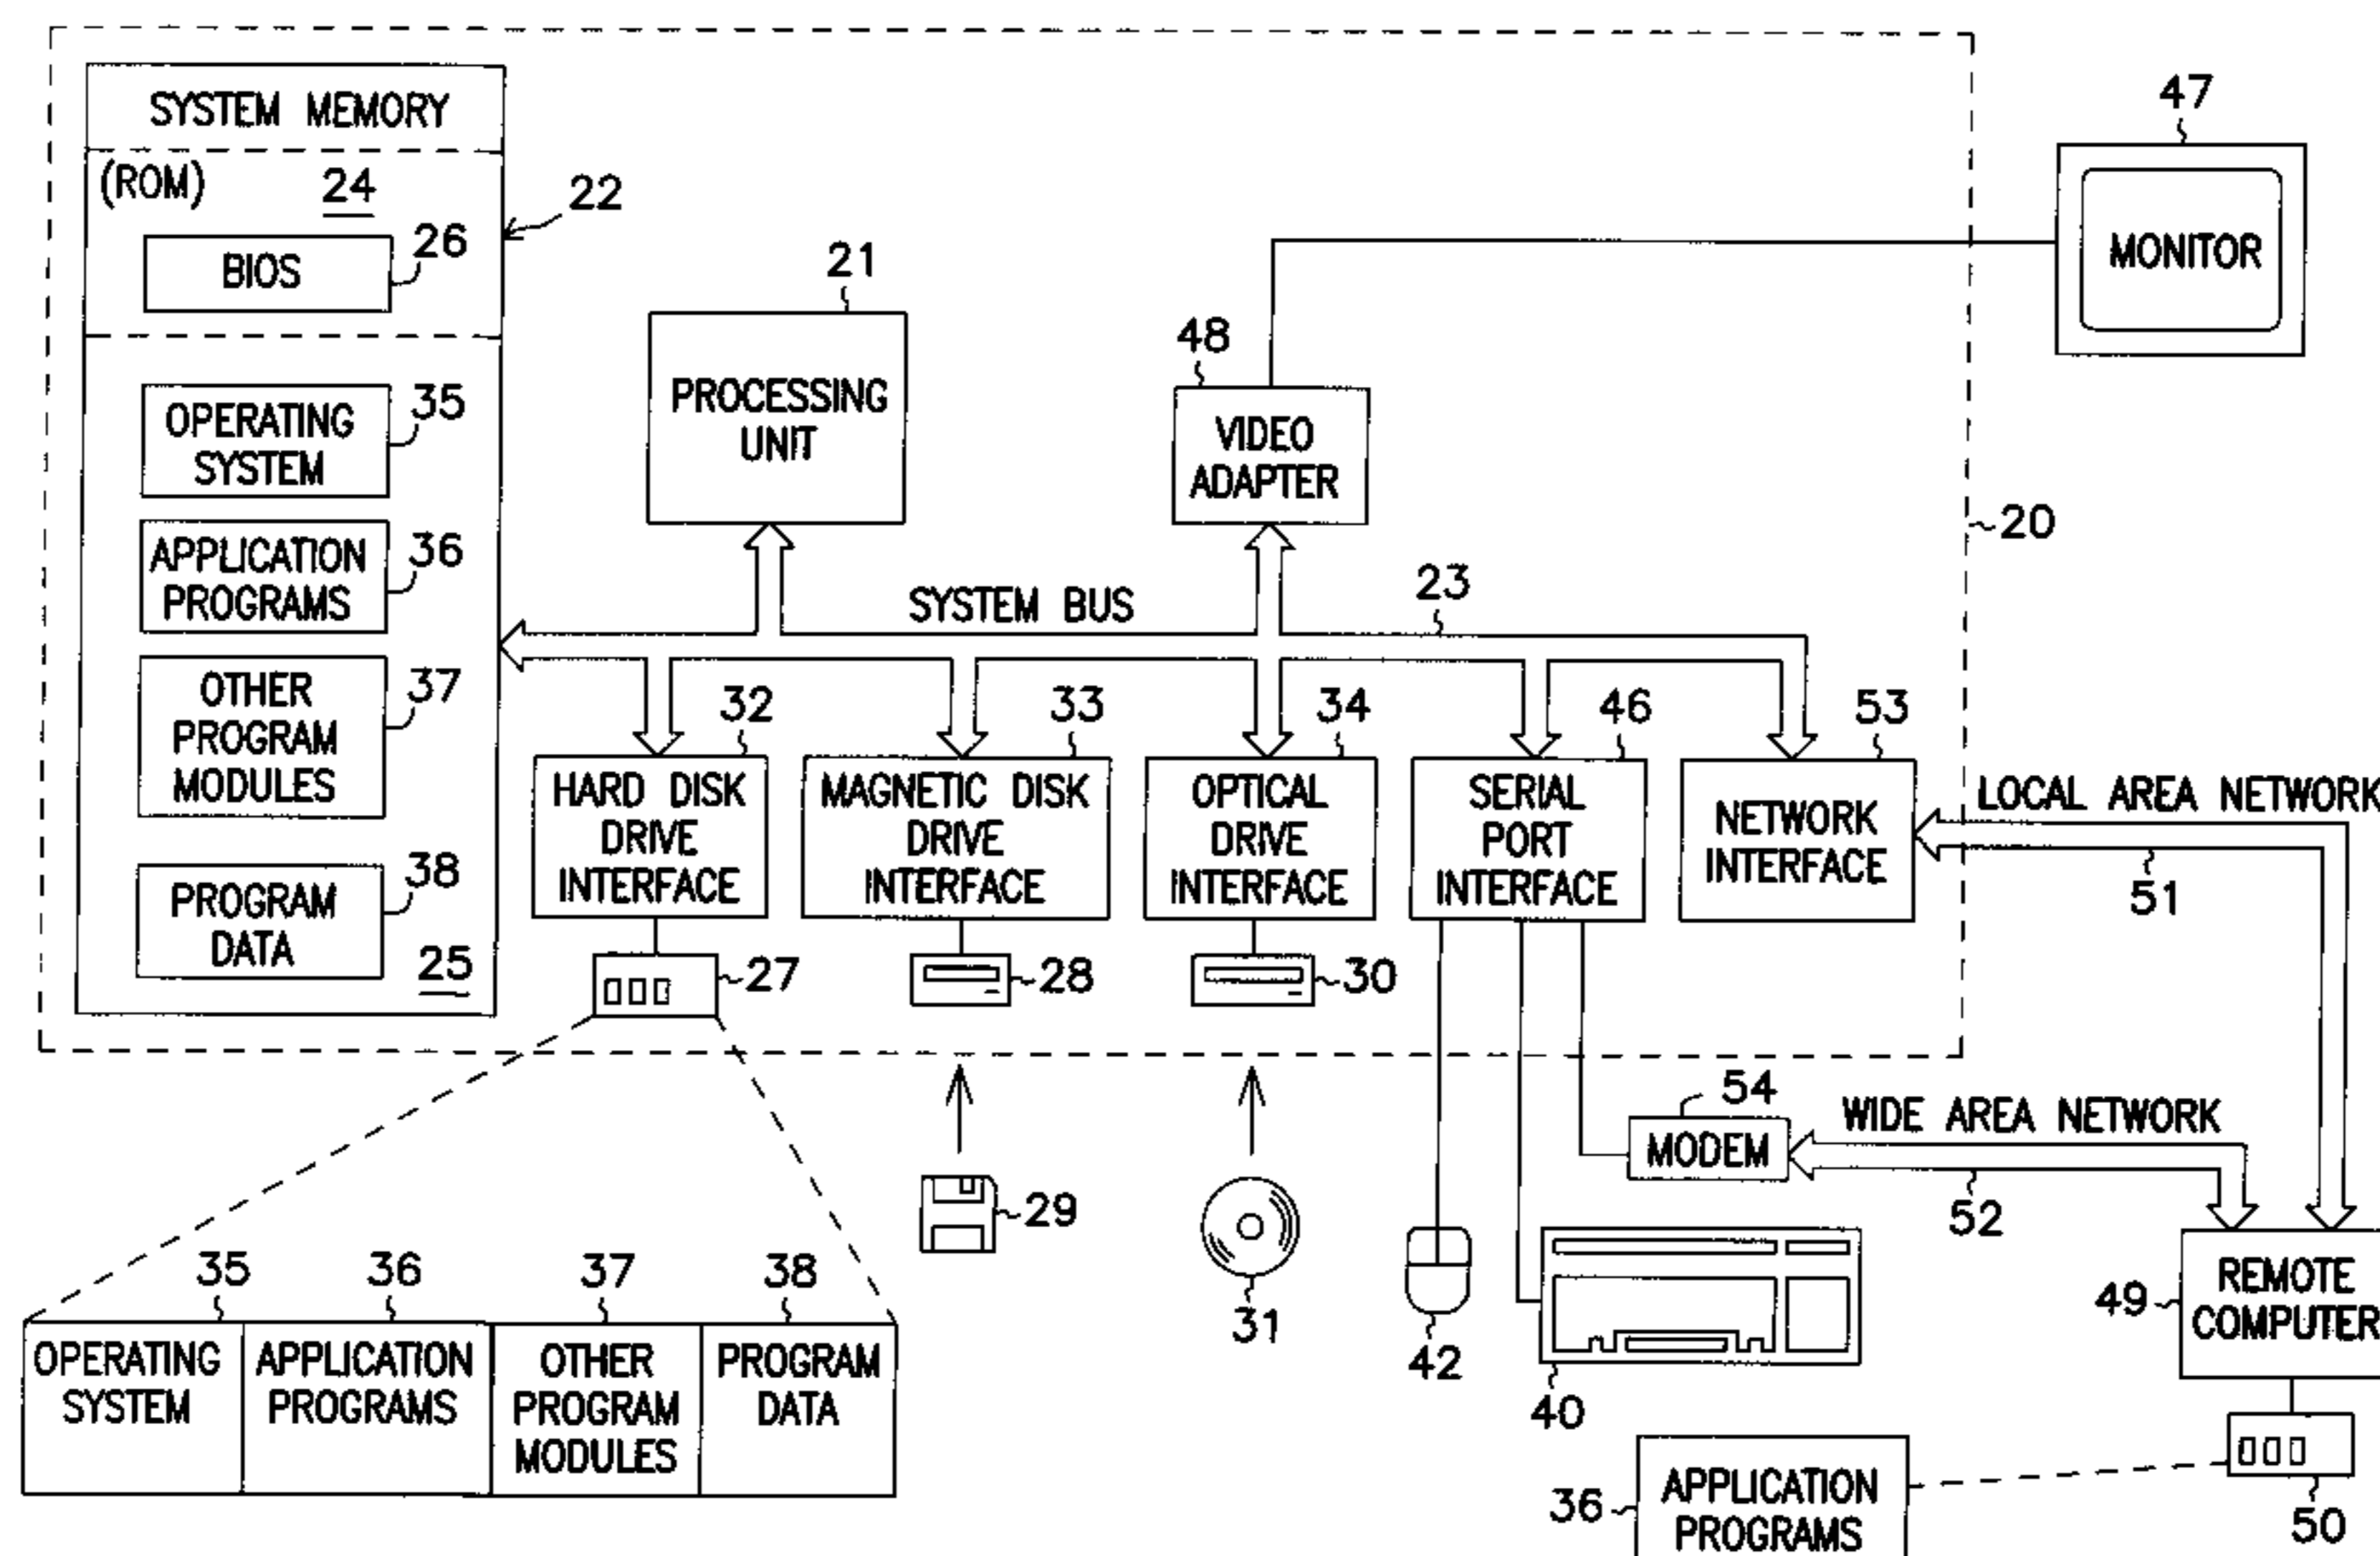 SYSTEM MEMORY
(ROM)
24
22
BIOS
26
OPERATING
SYSTEM
35
APPLICATION
PROGRAMS
36
OTHER
PROGRAM
MODULES
37
PROGRAM
DATA
38
25
21
PROCESSING
UNIT
48
VIDEO
ADAPTER
47
MONITOR
20
SYSTEM BUS
23
32
HARD DISK
DRIVE
INTERFACE
33
MAGNETIC DISK
DRIVE
INTERFACE
34
OPTICAL
DRIVE
INTERFACE
46
SERIAL
PORT
INTERFACE
53
NETWORK
INTERFACE
LOCAL AREA NETWORK
51
27
28
30
54
MODEM
WIDE AREA NETWORK
52
29
31
42
40
49
REMOTE
COMPUTER
50
35
36
37
38
OPERATING
SYSTEM
APPLICATION
PROGRAMS
OTHER
PROGRAM
MODULES
PROGRAM
DATA
36
APPLICATION
PROGRAMS